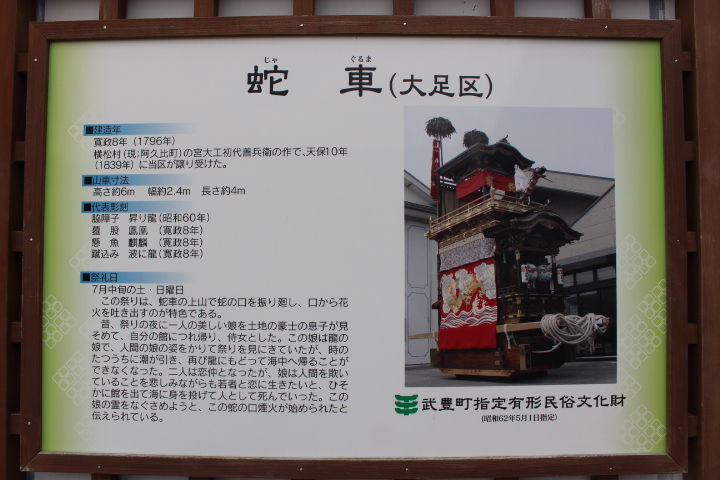 じゃ ぐるま
蛇 車(大足区)
■建造年
寛政8年(1796年)
横松村(現:阿久比町)の宮大工初代善兵衛の作で、天保10年
(1839年)に当区が譲り受けた。
■山車寸法
高さ約6m 幅約2.4m 長さ約4m
■代表彫刻
脇障子 昇り龍(昭和60年)
蟇股 鳳凰(寛政8年)
懸魚 麒麟(寛政8年)
蹴込み 波に龍(寛政8年)
■祭礼日
7月中旬の土・日曜日
この祭りは、蛇車の上山で蛇の口を振り廻し、口から花
火を吐き出すのが特色である。
昔、祭りの夜に一人の美しい娘を土地の豪士の息子が見
そめて、自分の館につれ帰り、侍女とした。この娘は龍の
娘で、人間の娘の姿をかりて祭りを見にきていたが、時の
たつうちに潮が引き、再び龍にもどって海中へ帰ることが
できなくなった。二人は恋仲となったが、娘は人間を欺い
ていることを悲しみながらも若者と恋に生きたいと、ひそ
かに館を出て海に身を投げて人として死んでいった。この
娘の霊をなぐさめようと、この蛇の口煙火が始められたと
伝えられている。
武豊町指定有形民俗文化財
(昭和62年5月1日指定)